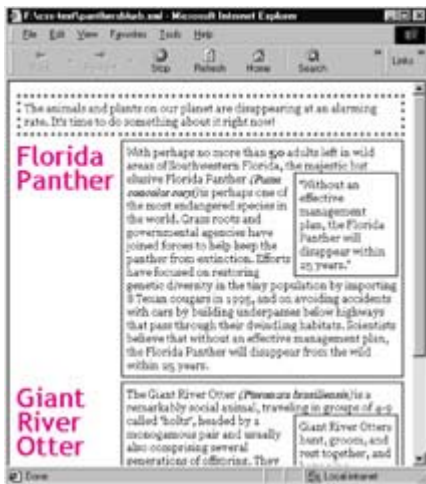 F:\css-text\pantherblurb.xml - Microsoft Internet Explorer
File Edit View Favorites Tools Help
Stop Refresh Home Search Links
The animals and plants on our planet are disappearing at an alarming
rate. It's time to do something about it right now!
Florida
Panther
With perhaps no more than 50 adults left in wild
areas of Southwestern Florida, the majestic but
elusive Florida Panther (Puma
concolor coryi) is perhaps one of
the most endangered species in
the world. Grass roots and
governmental agencies have
joined forces to help keep the
panther from extinction. Efforts
have focused on restoring
genetic diversity in the tiny population by importing
8 Texan cougars in 1995, and on avoiding accidents
with cars by building underpasses below highways
that pass through their dwindling habitats. Scientists
believe that without an effective management plan,
the Florida Panther will disappear from the wild
within 25 years.
"Without an
effective
management
plan, the Florida
Panther will
disappear within
25 years."
Giant
River
Otter
The Giant River Otter (Pteronura brasiliensis) is a
remarkably social animal, traveling in groups of 4-9
called "holts", headed by a
monogamous pair and usually
also comprising several
generations of offspring. They
Giant River Otters
hunt, groom, and
rest together, and
Done
Local intranet